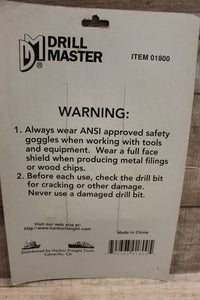 DRILL
MASTER®
ITEM 01800
WARNING:
1. Always wear ANSI approved safety
goggles when working with tools
and equipment. Wear a full face
shield when producing metal filings
or wood chips.
2. Before each use, check the drill bit
for cracking or other damage.
Never use a damaged drill bit.
Visit our web site at:
http://www.harborfreight.com
Made in China
Distributed by Harbor Freight Tools
Camarillo, CA